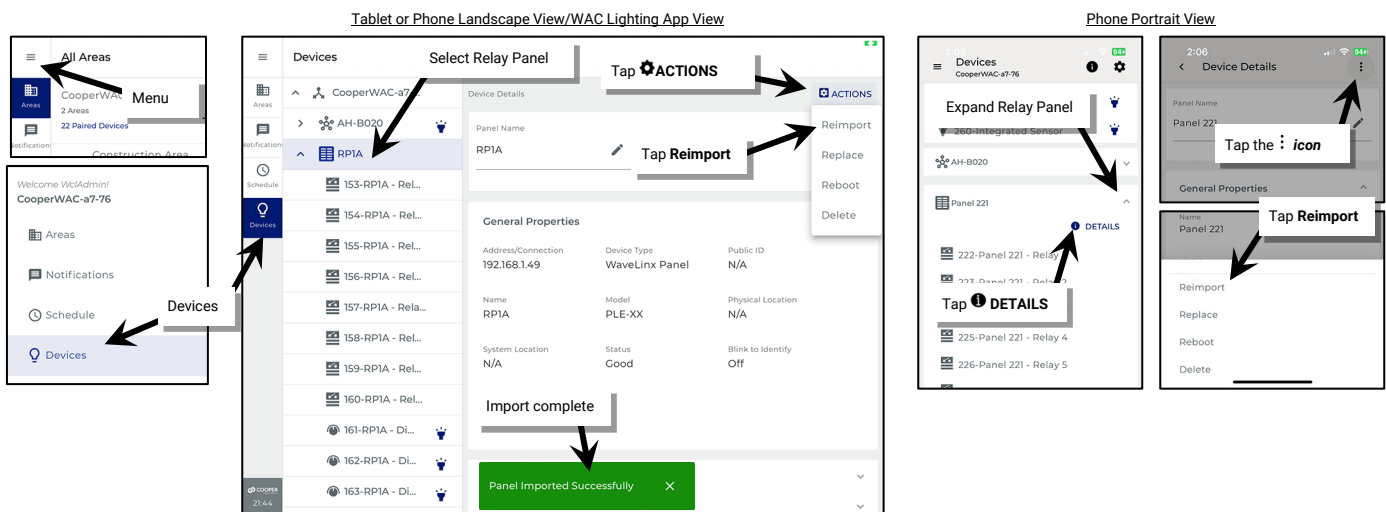 Tablet or Phone Landscape View/WAC Lighting App View
All Areas
Menu
Areas
CooperWAC
2 Areas
22 Paired Devices
Construction Area
Welcome WclAdmin!
CooperWAC-a7-76
Areas
Notifications
Schedule
Devices
Devices
Devices
Select Relay Panel
Tap ACTIONS
Areas
Schedule
Devices
COOPER
21:44
CooperWAC-a7...
AH-B020
RP1A
153-RP1A - Rel...
154-RP1A - Rel...
155-RP1A - Rel...
156-RP1A - Rel...
157-RP1A - Rela...
158-RP1A - Rel...
159-RP1A - Rel...
160-RP1A - Rel...
161-RP1A - Di...
162-RP1A - Di...
163-RP1A - Di...
Device Details
ACTIONS
Panel Name
RP1A
Tap Reimport
Reimport
Replace
Reboot
Delete
General Properties
Address/Connection Device Type Public ID
192.168.1.49 WaveLinx Panel N/A
Name Model Physical Location
RP1A PLE-XX N/A
System Location Status Blink to Identify
N/A Good Off
Import complete
Panel Imported Successfully ×
Phone Portrait View
2:05 94
Devices
CooperWAC-a7-76
Expand Relay Panel
260-Integrated Sensor
AH-B020
Panel 221
DETAILS
222-Panel 221 - Relay
223-Panel 221 - Relay 2
Tap DETAILS
225-Panel 221 - Relay 4
226-Panel 221 - Relay 5
2:06 94
Device Details
Panel Name
Panel 221
Tap the ⋮ icon
General Properties
Name
Panel 221
Tap Reimport
Reimport
Replace
Reboot
Delete